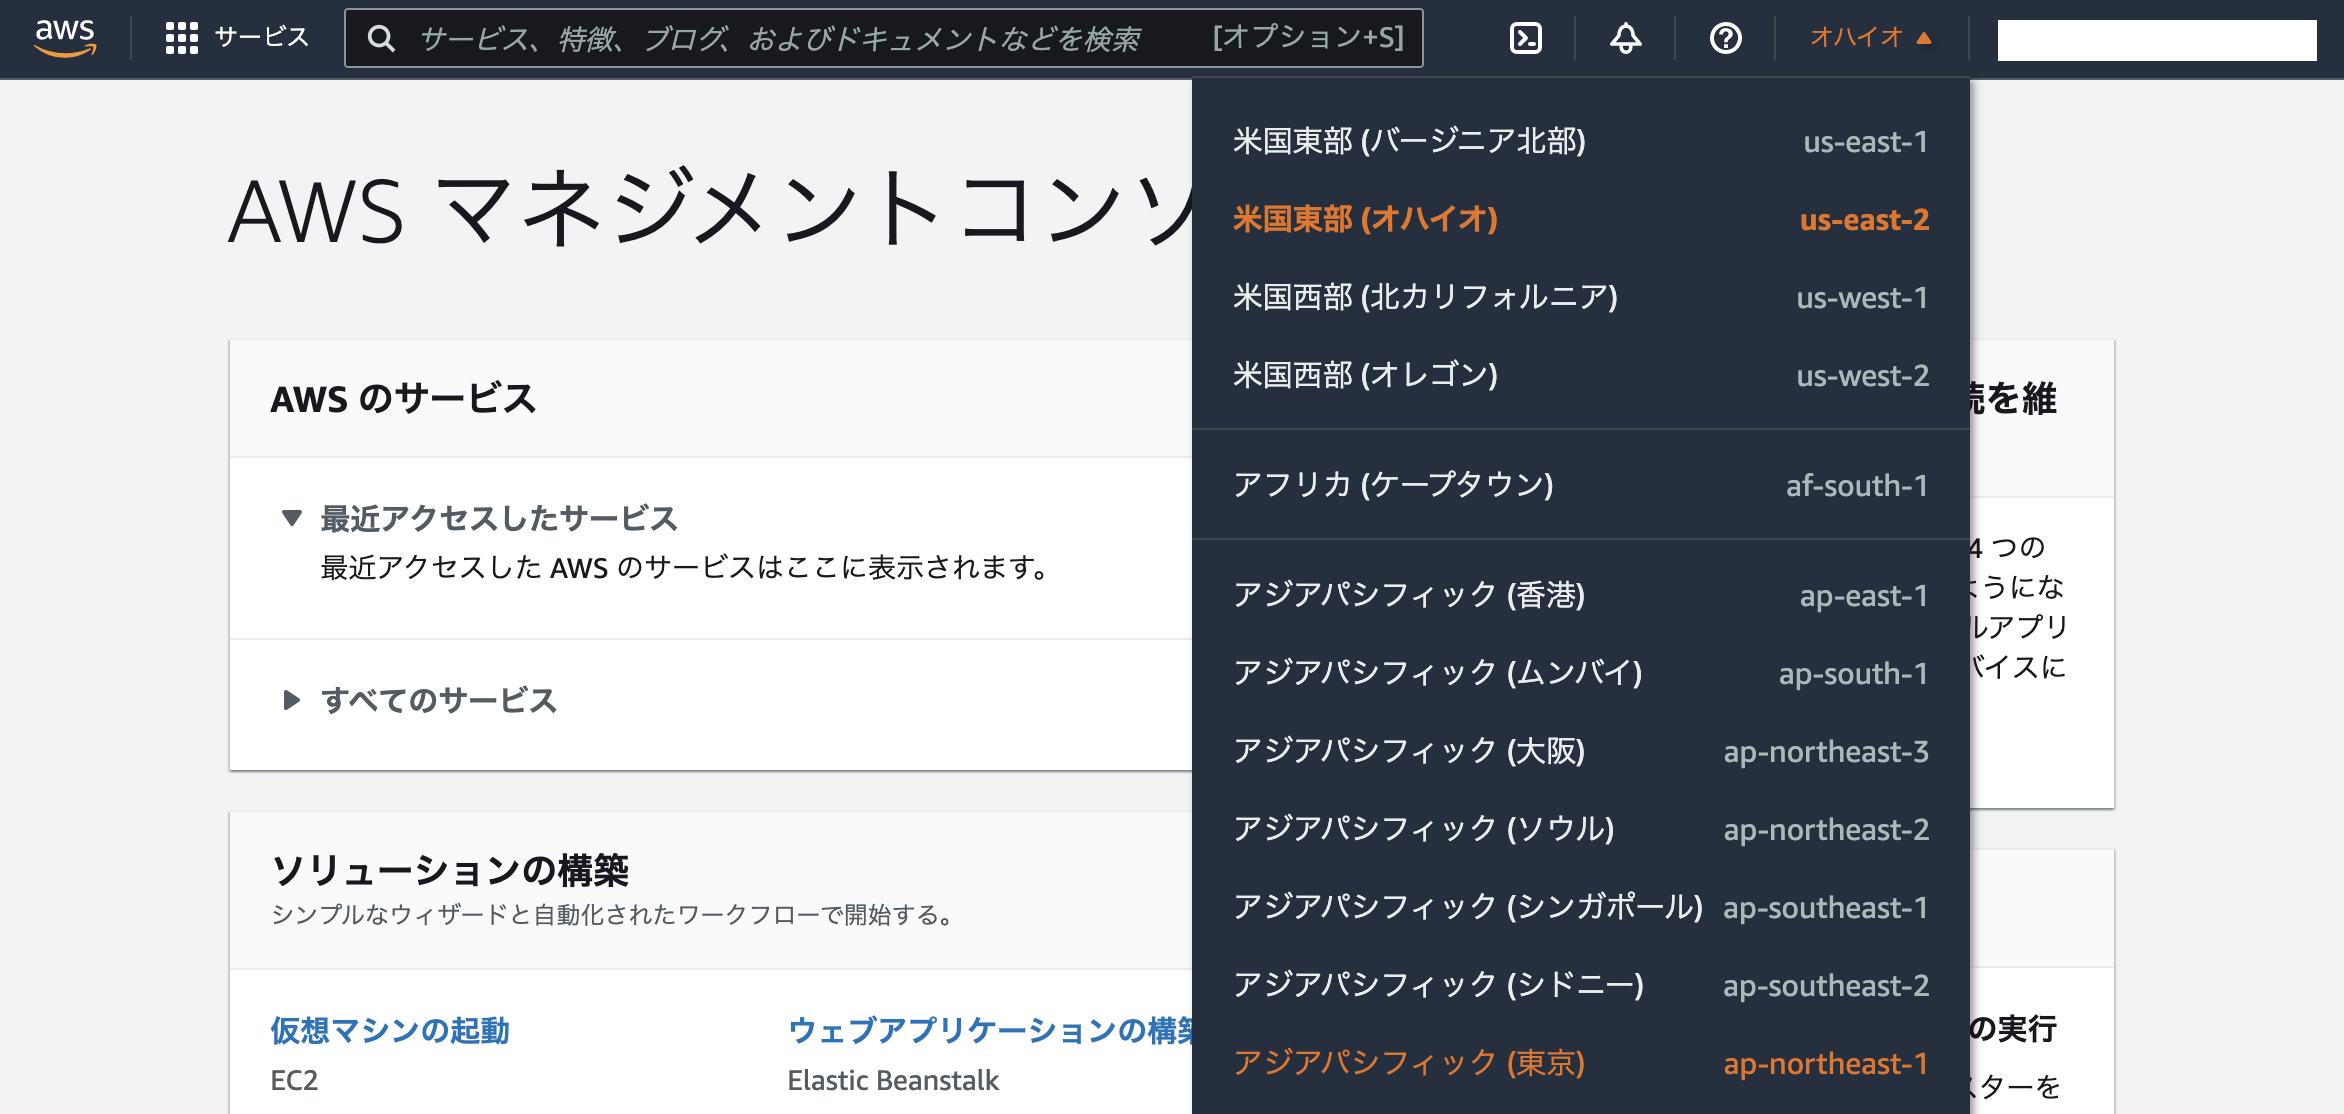 aws
サービス
サービス、特徴、ブログ、およびドキュメントなどを検索
[オプション+S]
オハイオ
AWS マネジメントコンソ
米国東部 (バージニア北部) us-east-1
米国東部 (オハイオ) us-east-2
米国西部 (北カリフォルニア) us-west-1
米国西部 (オレゴン) us-west-2
アフリカ (ケープタウン) af-south-1
アジアパシフィック (香港) ap-east-1
アジアパシフィック (ムンバイ) ap-south-1
アジアパシフィック (大阪) ap-northeast-3
アジアパシフィック (ソウル) ap-northeast-2
アジアパシフィック (シンガポール) ap-southeast-1
アジアパシフィック (シドニー) ap-southeast-2
アジアパシフィック (東京) ap-northeast-1
AWS のサービス
最近アクセスしたサービス
最近アクセスした AWS のサービスはここに表示されます。
すべてのサービス
ソリューションの構築
シンプルなウィザードと自動化されたワークフローで開始する。
仮想マシンの起動
EC2
ウェブアプリケーションの構築
Elastic Beanstalk
続を維
4 つの
ようにな
ルアプリ
バイスに
の実行
スターを